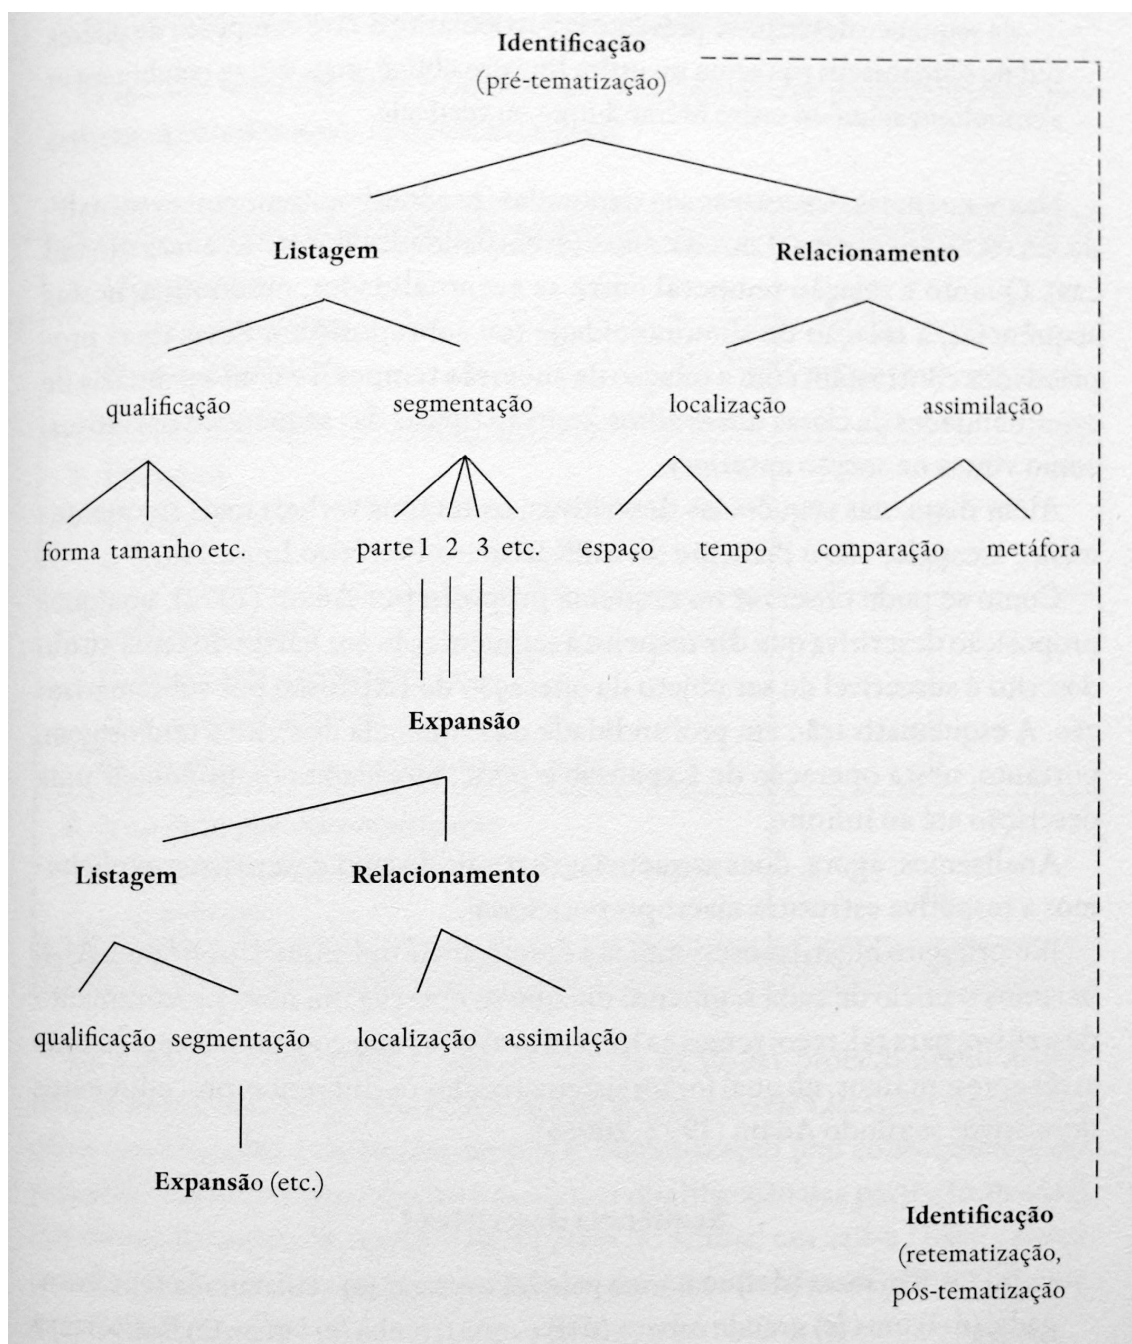 Identificação
(pré-tematização)
Listagem Relacionamento
qualificação segmentação localização assimilação
forma tamanho etc. parte 1 2 3 etc. espaço tempo comparação metáfora
Expansão
Listagem Relacionamento
qualificação segmentação localização assimilação
Expansão (etc.)
Identificação
(retematização,
pós-tematização